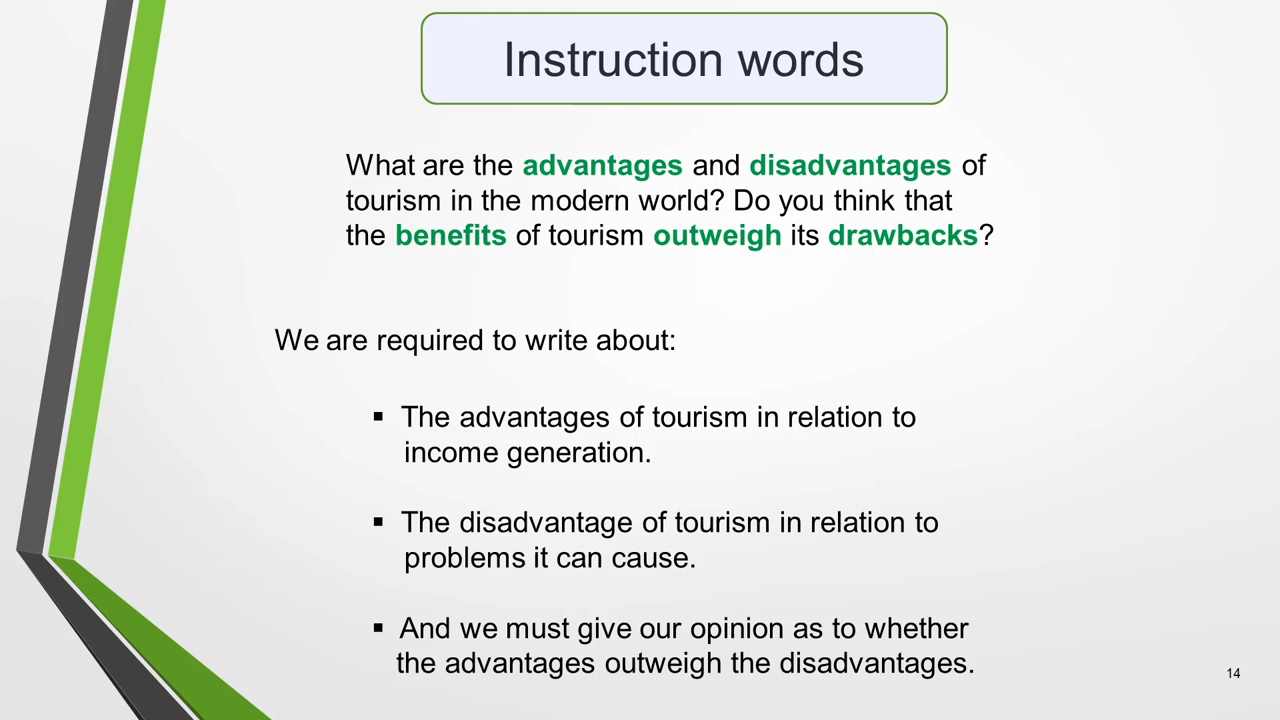 Instruction words
What are the advantages and disadvantages of
tourism in the modern world? Do you think that
the benefits of tourism outweigh its drawbacks?
We are required to write about:
▪ The advantages of tourism in relation to
income generation.
▪ The disadvantage of tourism in relation to
problems it can cause.
▪ And we must give our opinion as to whether
the advantages outweigh the disadvantages.
14